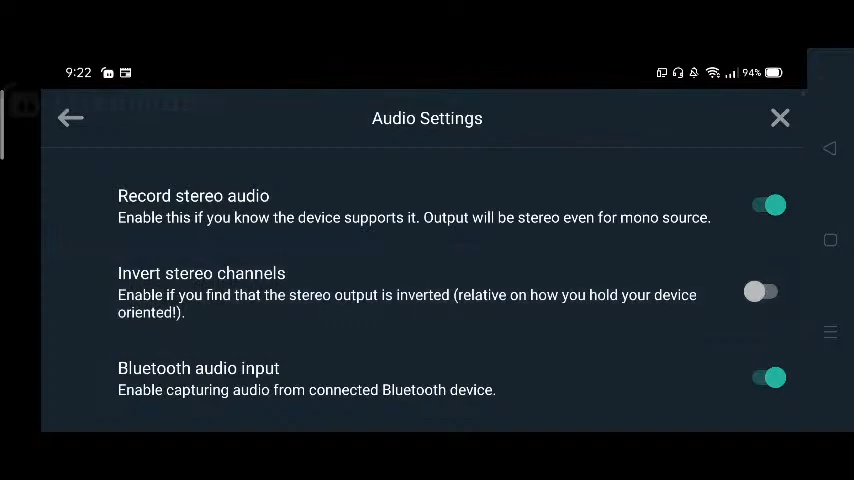 9:22
94%
Audio Settings
Record stereo audio
Enable this if you know the device supports it. Output will be stereo even for mono source.
Invert stereo channels
Enable if you find that the stereo output is inverted (relative on how you hold your device
oriented!).
Bluetooth audio input
Enable capturing audio from connected Bluetooth device.